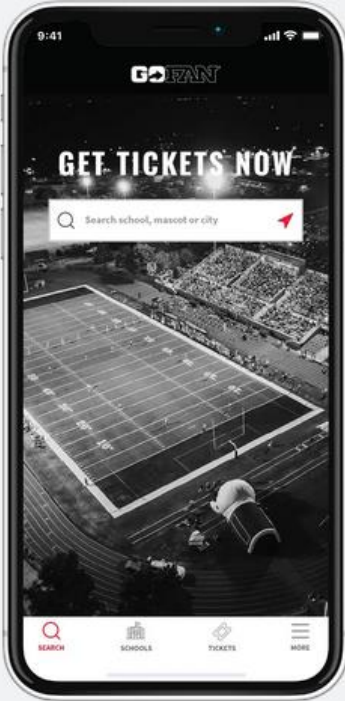 9:41
GOFAN
GET TICKETS NOW
Search school, mascot or city
SEARCH
SCHOOLS
TICKETS
MORE